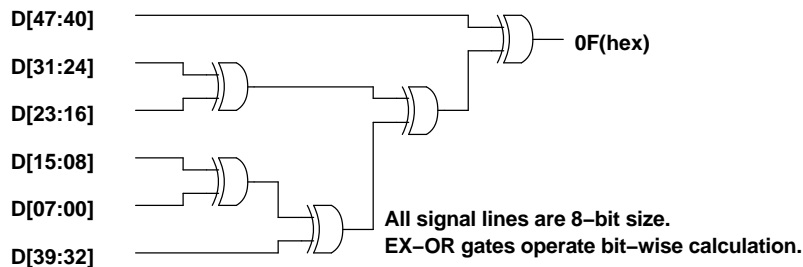 D[47:40]
0F(hex)
D[31:24]
D[23:16]
D[15:08]
D[07:00]
All signal lines are 8−bit size.
EX−OR gates operate bit−wise calculation.
D[39:32]